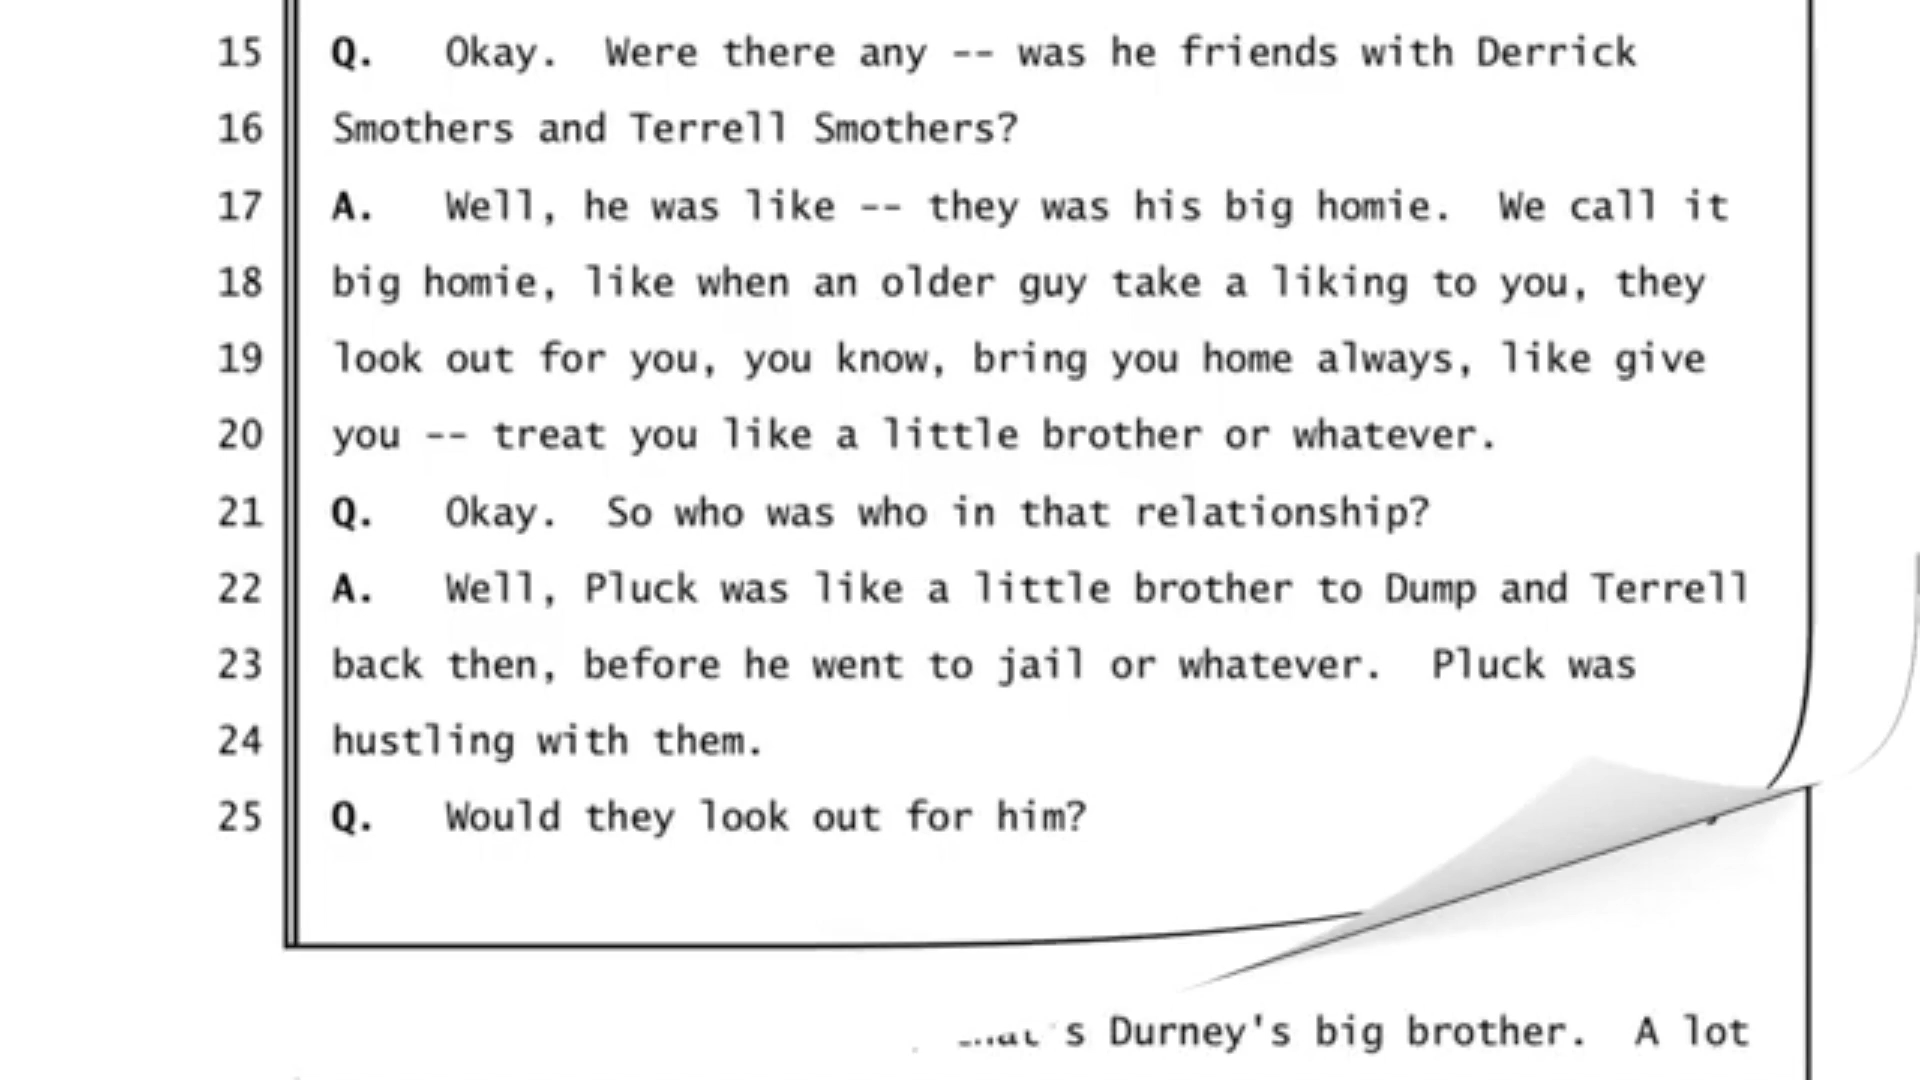 15 Q. Okay. Were there any -- was he friends with Derrick
16 Smothers and Terrell Smothers?
17 A. Well, he was like -- they was his big homie. We call it
18 big homie, like when an older guy take a liking to you, they
19 look out for you, you know, bring you home always, like give
20 you -- treat you like a little brother or whatever.
21 Q. Okay. So who was who in that relationship?
22 A. Well, Pluck was like a little brother to Dump and Terrell
23 back then, before he went to jail or whatever. Pluck was
24 hustling with them.
25 Q. Would they look out for him?
Durney's big brother. A lot